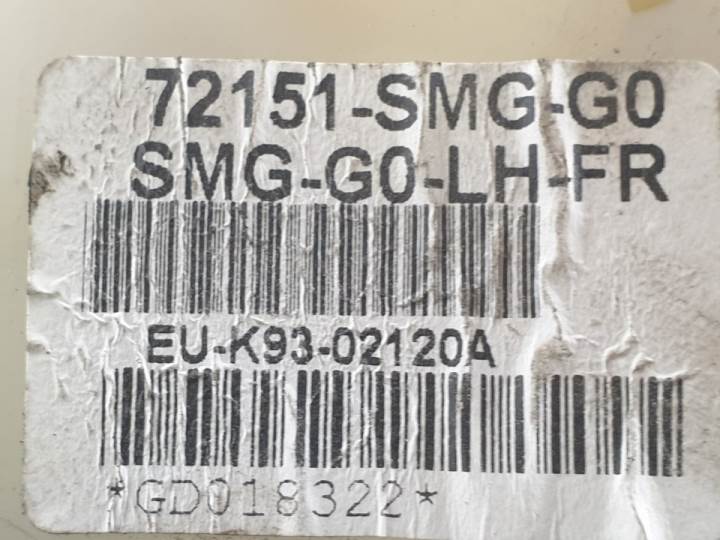 72151-SMG-G0
SMG-G0-LH-FR
EU-K93-02120A
*GD018322*